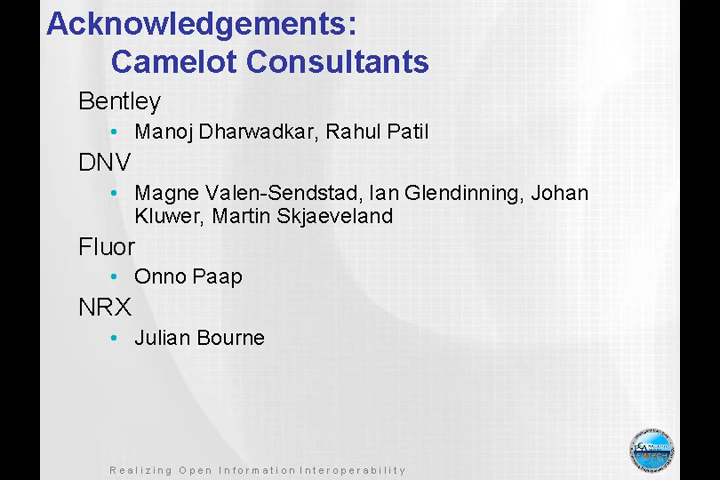 Acknowledgements:
Camelot Consultants
Bentley
• Manoj Dharwadkar, Rahul Patil
DNV
• Magne Valen-Sendstad, Ian Glendinning, Johan
Kluwer, Martin Skjaeveland
Fluor
• Onno Paap
NRX
• Julian Bourne
Realizing Open Information Interoperability